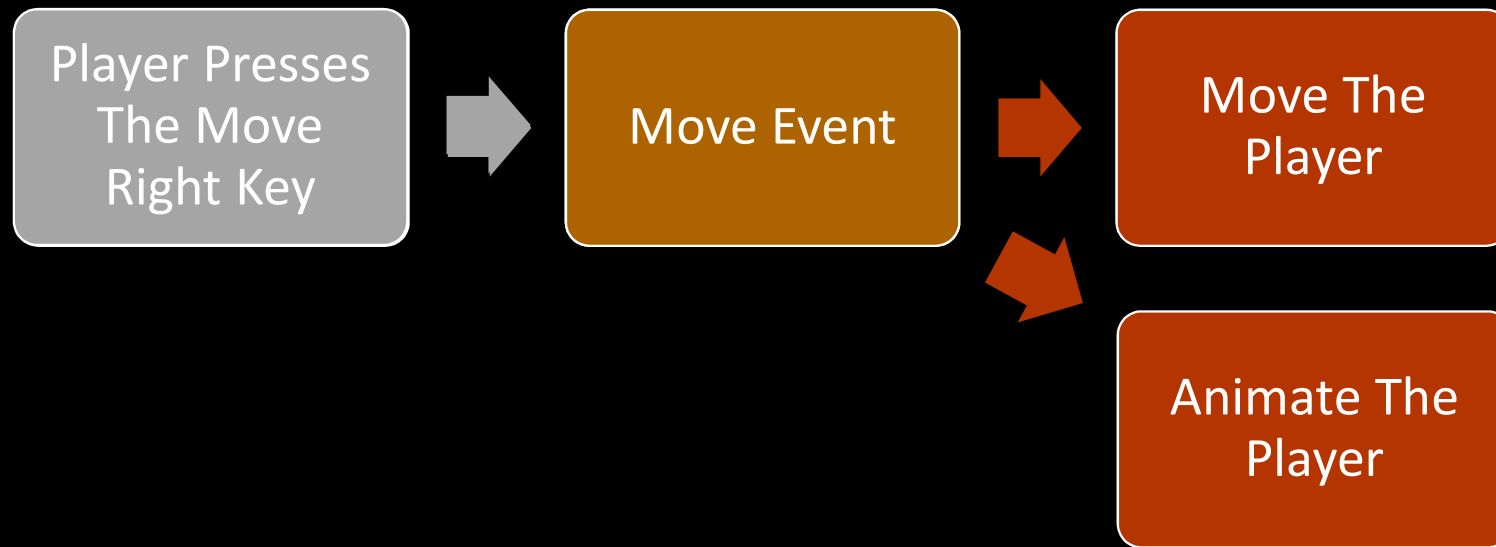 Player Presses
The Move
Right Key
Move Event
Move The
Player
Animate The
Player